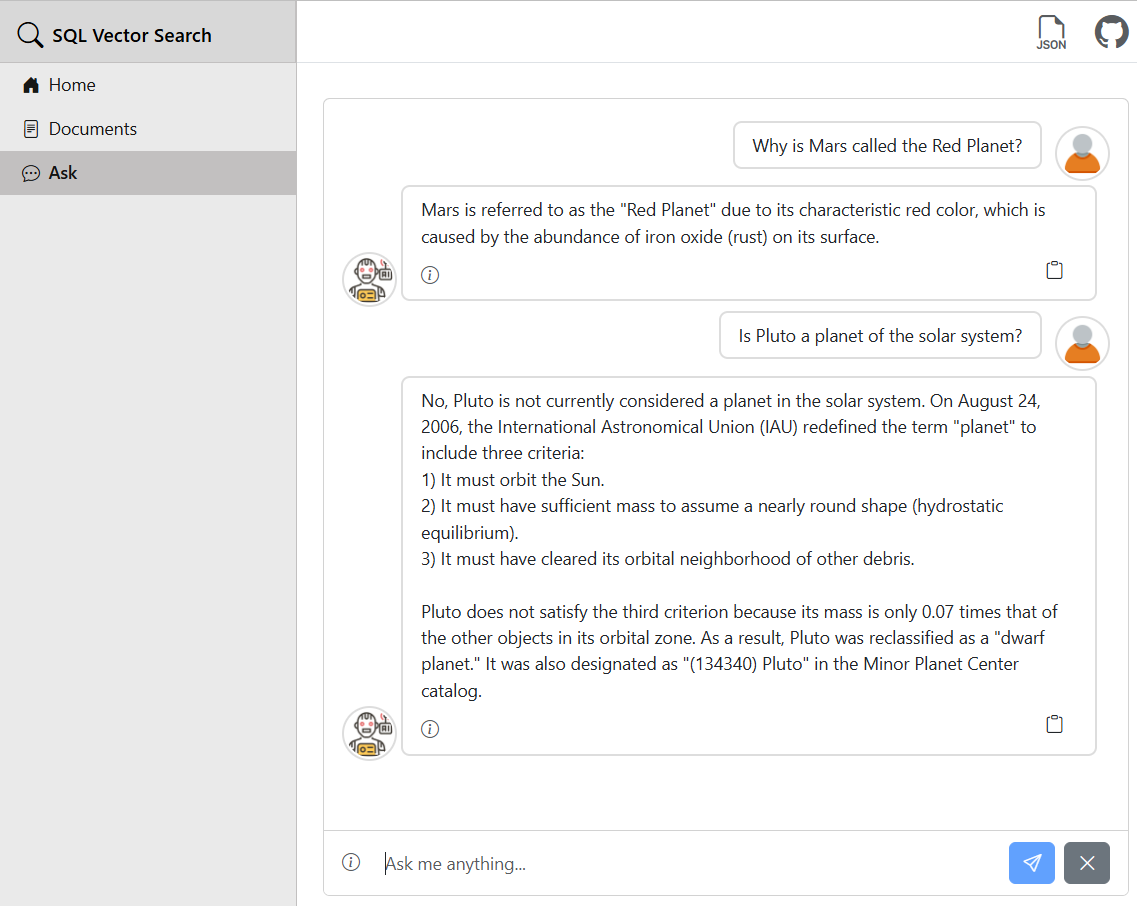 SQL Vector Search
JSON
Home
Documents
Ask
Why is Mars called the Red Planet?
Mars is referred to as the "Red Planet" due to its characteristic red color, which is
caused by the abundance of iron oxide (rust) on its surface.
AI
Is Pluto a planet of the solar system?
No, Pluto is not currently considered a planet in the solar system. On August 24,
2006, the International Astronomical Union (IAU) redefined the term "planet" to
include three criteria:
1) It must orbit the Sun.
2) It must have sufficient mass to assume a nearly round shape (hydrostatic
equilibrium).
3) It must have cleared its orbital neighborhood of other debris.
Pluto does not satisfy the third criterion because its mass is only 0.07 times that of
the other objects in its orbital zone. As a result, Pluto was reclassified as a "dwarf
planet." It was also designated as "(134340) Pluto" in the Minor Planet Center
catalog.
AI
Ask me anything...